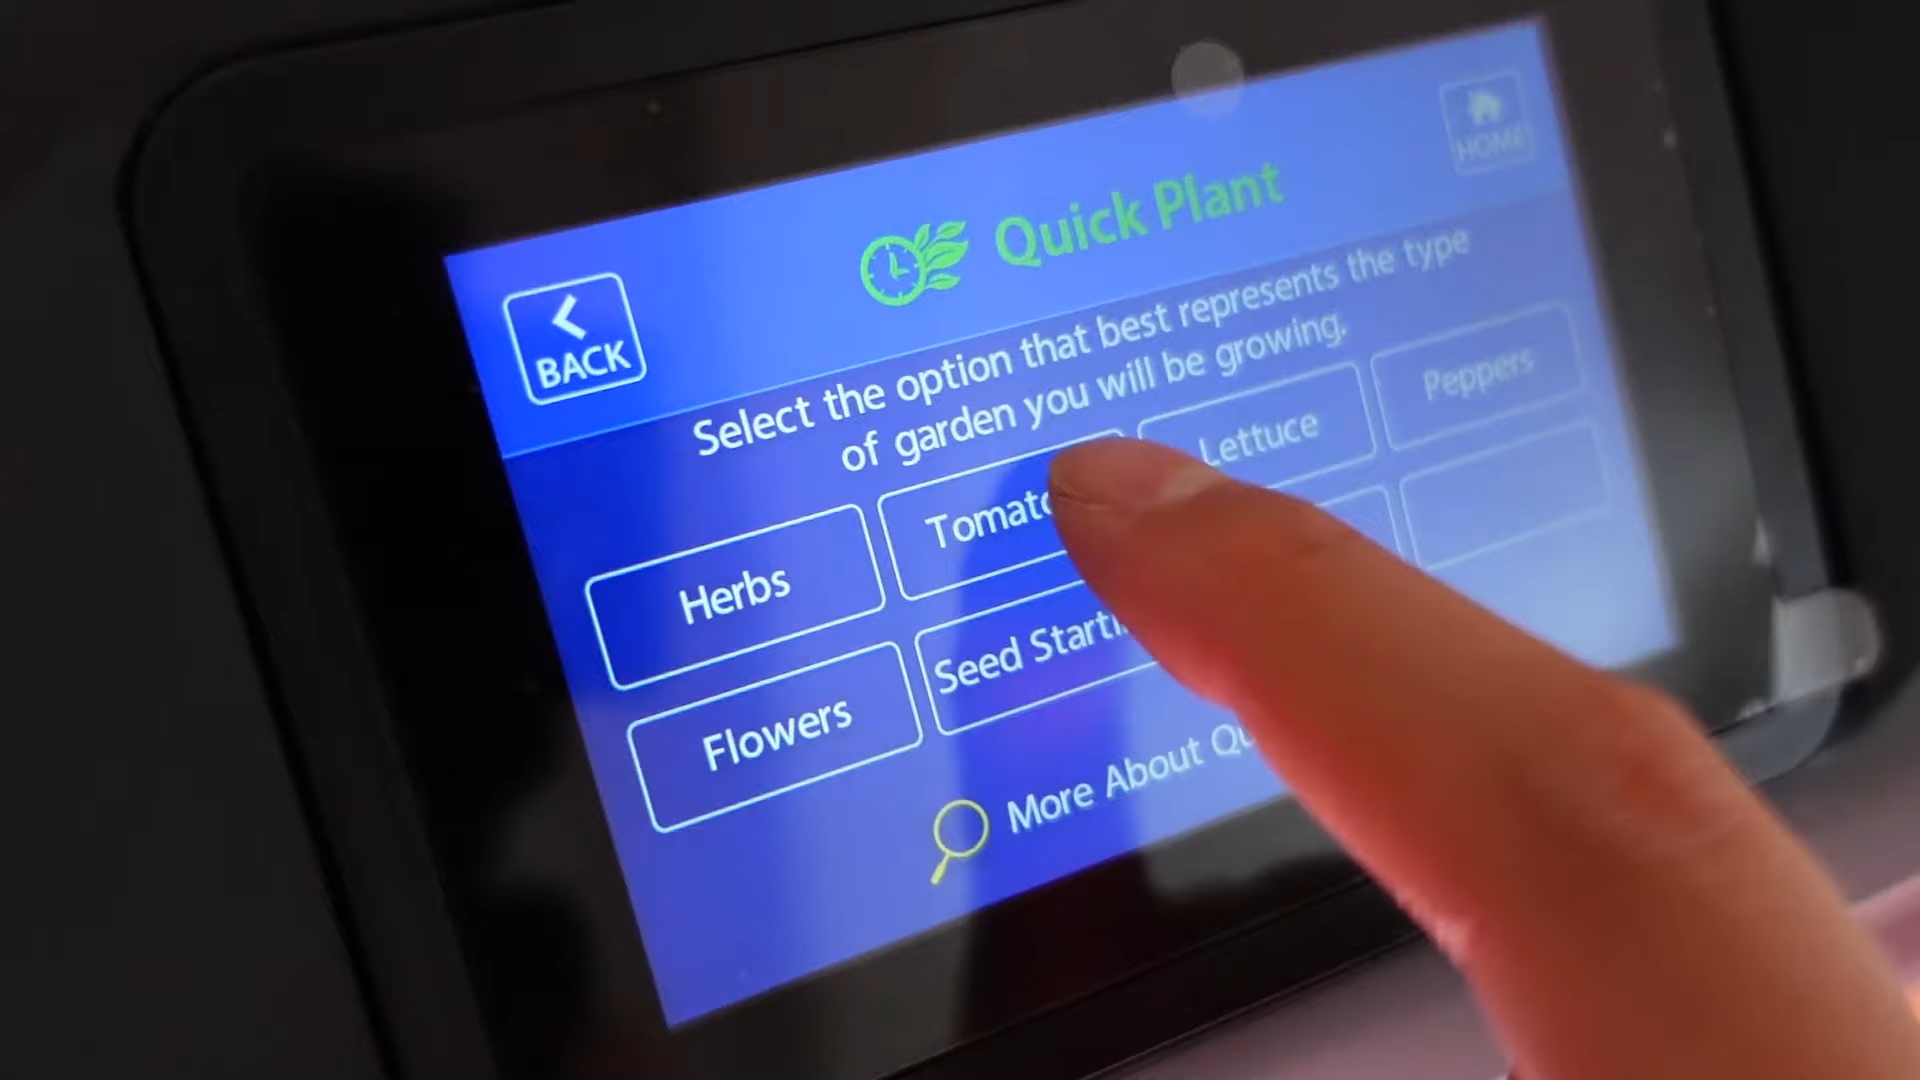 HOME
BACK
Quick Plant
Select the option that best represents the type
of garden you will be growing.
Herbs
Tomato
Lettuce
Peppers
Flowers
Seed Starti
More About Qu